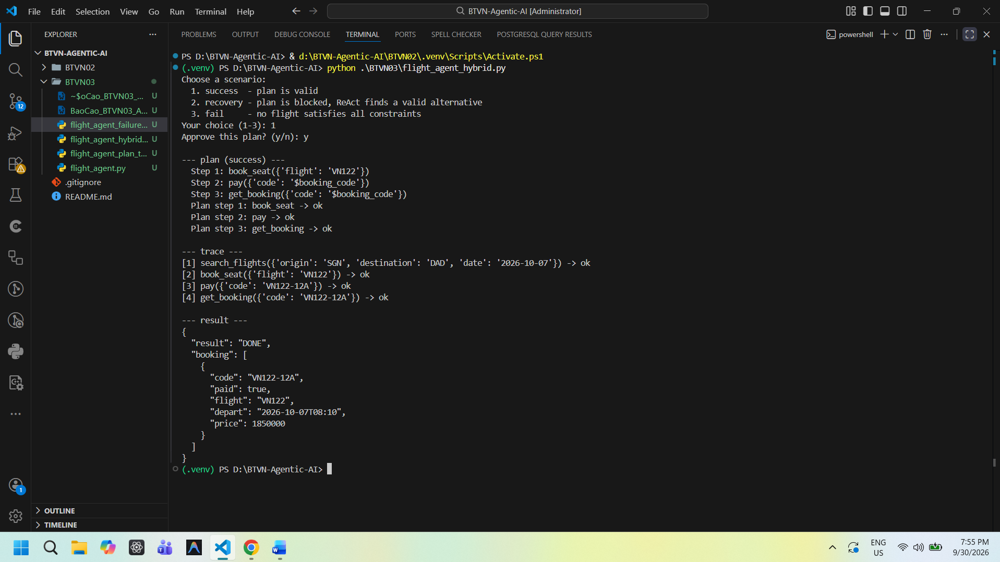 File Edit Selection View Go Run Terminal Help
BTVN-Agentic-AI [Administrator]
EXPLORER
BTVN-AGENTIC-AI
BTVN02
BTVN03
~$oCao_BTVN03_... U
BaoCao_BTVN03_A... U
flight_agent_failure... U
flight_agent_hybrid... U
flight_agent_plan_t... U
flight_agent.py U
.gitignore
README.md
OUTLINE
TIMELINE
12
1
PROBLEMS OUTPUT DEBUG CONSOLE TERMINAL PORTS SPELL CHECKER POSTGRESQL QUERY RESULTS
powershell
PS D:\BTVN-Agentic-AI> & d:\BTVN-Agentic-AI\BTVN02\.venv\Scripts\Activate.ps1
(.venv) PS D:\BTVN-Agentic-AI> python .\BTVN03\flight_agent_hybrid.py
Choose a scenario:
  1. success  - plan is valid
  2. recovery - plan is blocked, ReAct finds a valid alternative
  3. fail     - no flight satisfies all constraints
Your choice (1-3): 1
Approve this plan? (y/n): y
--- plan (success) ---
  Step 1: book_seat({'flight': 'VN122'})
  Step 2: pay({'code': '$booking_code'})
  Step 3: get_booking({'code': '$booking_code'})
  Plan step 1: book_seat -> ok
  Plan step 2: pay -> ok
  Plan step 3: get_booking -> ok
--- trace ---
[1] search_flights({'origin': 'SGN', 'destination': 'DAD', 'date': '2026-10-07'}) -> ok
[2] book_seat({'flight': 'VN122'}) -> ok
[3] pay({'code': 'VN122-12A'}) -> ok
[4] get_booking({'code': 'VN122-12A'}) -> ok
--- result ---
{
  "result": "DONE",
  "booking": [
    {
      "code": "VN122-12A",
      "paid": true,
      "flight": "VN122",
      "depart": "2026-10-07T08:10",
      "price": 1850000
    }
  ]
}
(.venv) PS D:\BTVN-Agentic-AI>
ENG
US
7:55 PM
9/30/2026